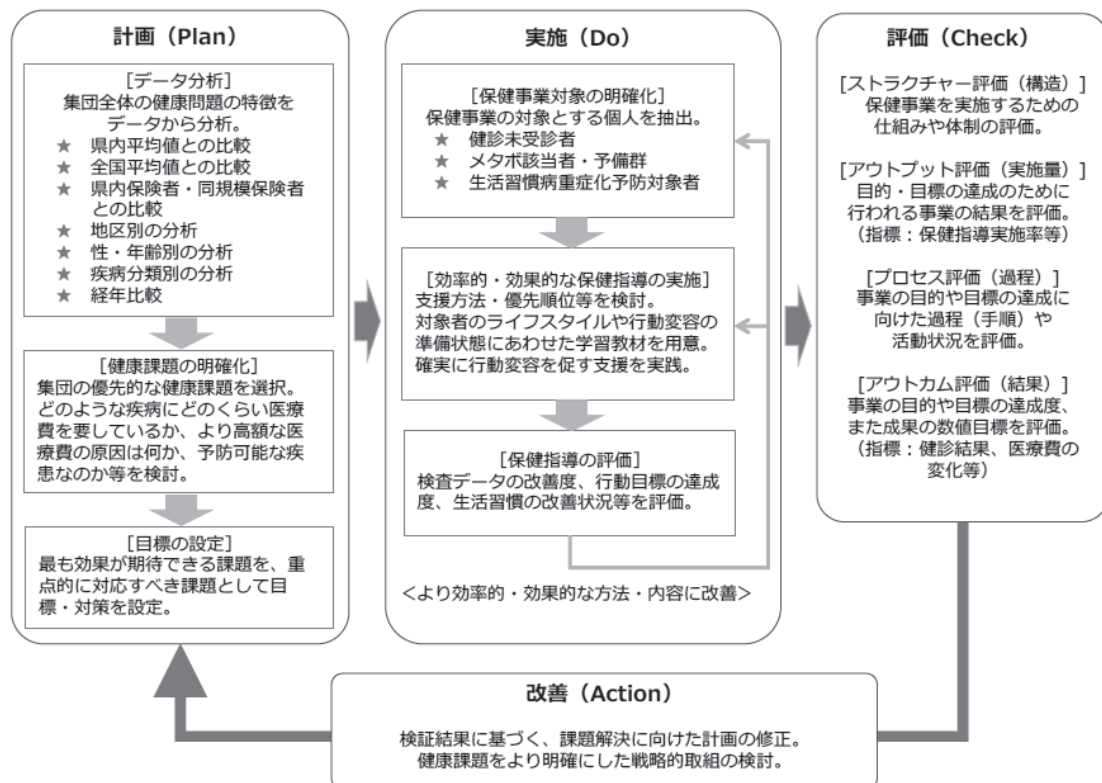 計画（Plan）
[データ分析]
集団全体の健康問題の特徴を
データから分析。
★ 県内平均値との比較
★ 全国平均値との比較
★ 県内保険者・同規模保険者
との比較
★ 地区別の分析
★ 性・年齢別の分析
★ 疾病分類別の分析
★ 経年比較
[健康課題の明確化]
集団の優先的な健康課題を選択。
どのような疾病にどのくらい医療
費を要しているか、より高額な医
療費の原因は何か、予防可能な疾
患なのか等を検討。
[目標の設定]
最も効果が期待できる課題を、重
点的に対応すべき課題として目
標・対策を設定。
実施（Do）
[保健事業対象の明確化]
保健事業の対象とする個人を抽出。
★ 健診未受診者
★ メタボ該当者・予備群
★ 生活習慣病重症化予防対象者
[効率的・効果的な保健指導の実施]
支援方法・優先順位等を検討。
対象者のライフスタイルや行動変容の
準備状態にあわせた学習教材を用意。
確実に行動変容を促す支援を実践。
[保健指導の評価]
検査データの改善度、行動目標の達成
度、生活習慣の改善状況等を評価。
＜より効率的・効果的な方法・内容に改善＞
評価（Check）
[ストラクチャー評価（構造）]
保健事業を実施するための
仕組みや体制の評価。
[アウトプット評価（実施量）]
目的・目標の達成のために
行われる事業の結果を評価。
（指標：保健指導実施率等）
[プロセス評価（過程）]
事業の目的や目標の達成に
向けた過程（手順）や
活動状況を評価。
[アウトカム評価（結果）]
事業の目的や目標の達成度、
また成果の数値目標を評価。
（指標：健診結果、医療費の
変化等）
改善（Action）
検証結果に基づく、課題解決に向けた計画の修正。
健康課題をより明確にした戦略的取組の検討。